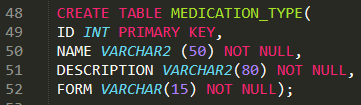 48 CREATE TABLE MEDICATION_TYPE(
49 ID INT PRIMARY KEY,
50 NAME VARCHAR2 (50) NOT NULL,
51 DESCRIPTION VARCHAR2(80) NOT NULL,
52 FORM VARCHAR(15) NOT NULL);